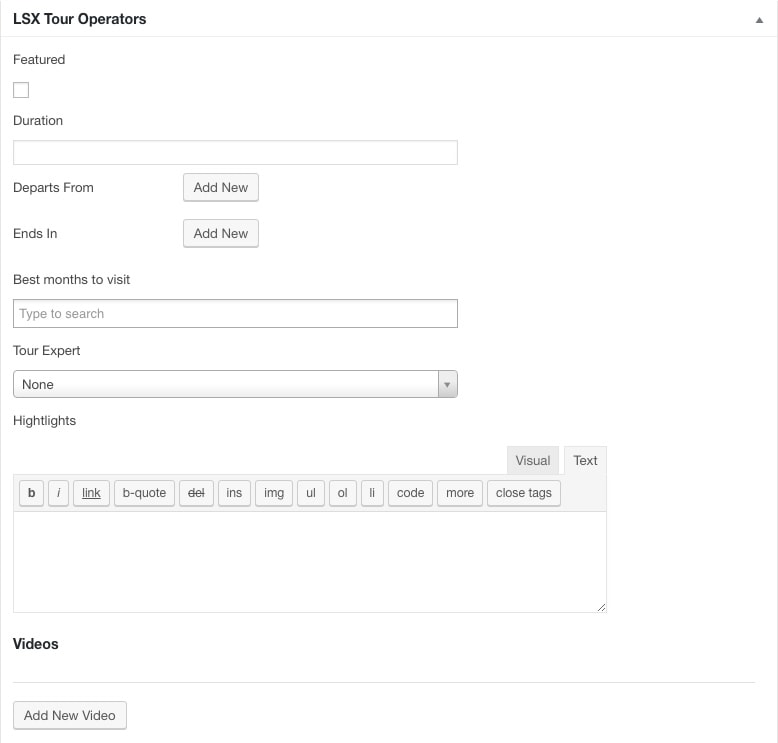 LSX Tour Operators
Featured
Duration
Departs From Add New
Ends In Add New
Best months to visit
Type to search
Tour Expert
None
Hightlights
Visual Text
b i link b-quote del ins img ul ol li code more close tags
Videos
Add New Video